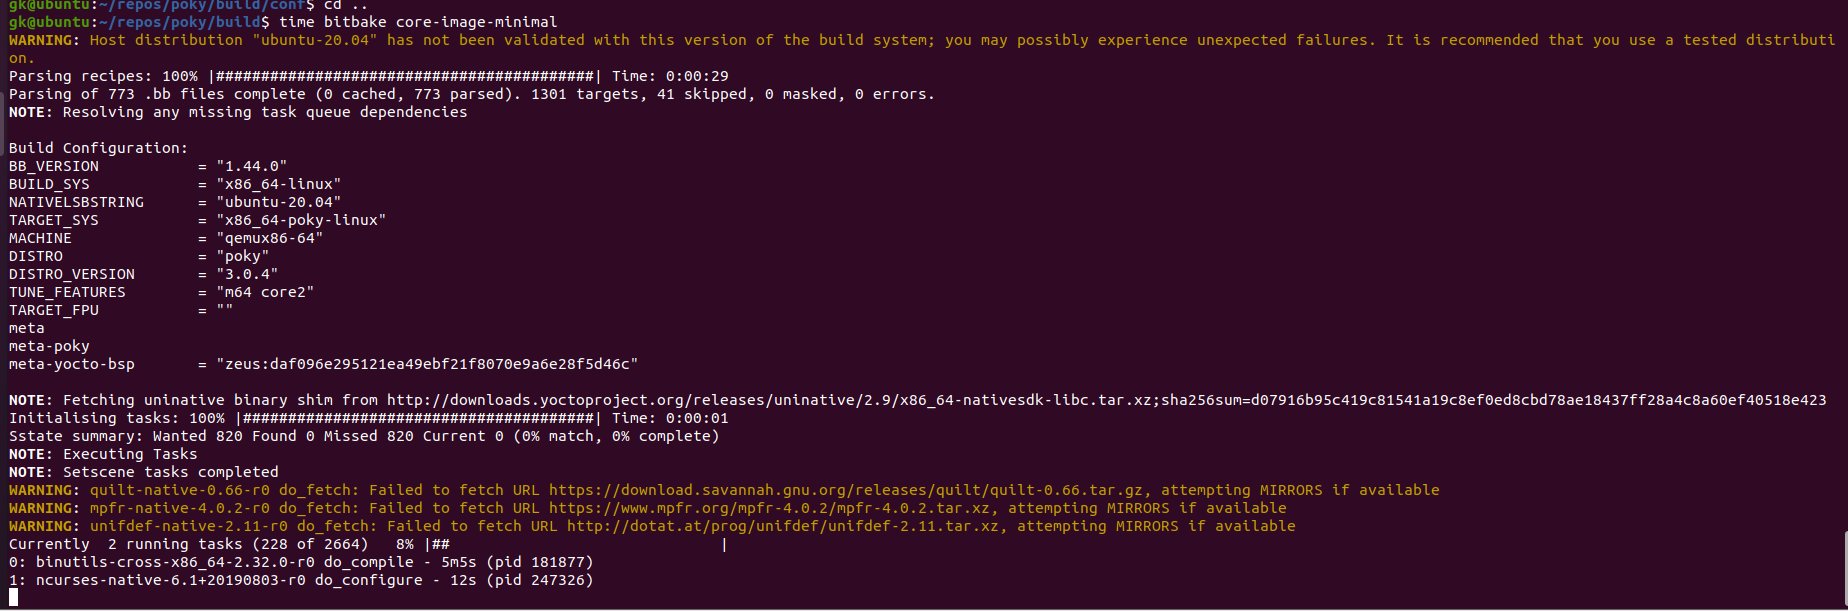 gk@ubuntu:~/repos/poky/build/conf$ cd ..
gk@ubuntu:~/repos/poky/build$ time bitbake core-image-minimal
WARNING: Host distribution "ubuntu-20.04" has not been validated with this version of the build system; you may possibly experience unexpected failures. It is recommended that you use a tested distributi
on.
Parsing recipes: 100% |##########################################| Time: 0:00:29
Parsing of 773 .bb files complete (0 cached, 773 parsed). 1301 targets, 41 skipped, 0 masked, 0 errors.
NOTE: Resolving any missing task queue dependencies
Build Configuration:
BB_VERSION           = "1.44.0"
BUILD_SYS            = "x86_64-linux"
NATIVELSBSTRING      = "ubuntu-20.04"
TARGET_SYS           = "x86_64-poky-linux"
MACHINE              = "qemux86-64"
DISTRO               = "poky"
DISTRO_VERSION       = "3.0.4"
TUNE_FEATURES        = "m64 core2"
TARGET_FPU           = ""
meta
meta-poky
meta-yocto-bsp       = "zeus:daf096e295121ea49ebf21f8070e9a6e28f5d46c"
NOTE: Fetching uninative binary shim from http://downloads.yoctoproject.org/releases/uninative/2.9/x86_64-nativesdk-libc.tar.xz;sha256sum=d07916b95c419c81541a19c8ef0ed8cbd78ae18437ff28a4c8a60ef40518e423
Initialising tasks: 100% |#######################################| Time: 0:00:01
Sstate summary: Wanted 820 Found 0 Missed 820 Current 0 (0% match, 0% complete)
NOTE: Executing Tasks
NOTE: Setscene tasks completed
WARNING: quilt-native-0.66-r0 do_fetch: Failed to fetch URL https://download.savannah.gnu.org/releases/quilt/quilt-0.66.tar.gz, attempting MIRRORS if available
WARNING: mpfr-native-4.0.2-r0 do_fetch: Failed to fetch URL https://www.mpfr.org/mpfr-4.0.2/mpfr-4.0.2.tar.xz, attempting MIRRORS if available
WARNING: unifdef-native-2.11-r0 do_fetch: Failed to fetch URL http://dotat.at/prog/unifdef/unifdef-2.11.tar.xz, attempting MIRRORS if available
Currently  2 running tasks (228 of 2664)   8% |##                              |
0: binutils-cross-x86_64-2.32.0-r0 do_compile - 5m5s (pid 181877)
1: ncurses-native-6.1+20190803-r0 do_configure - 12s (pid 247326)